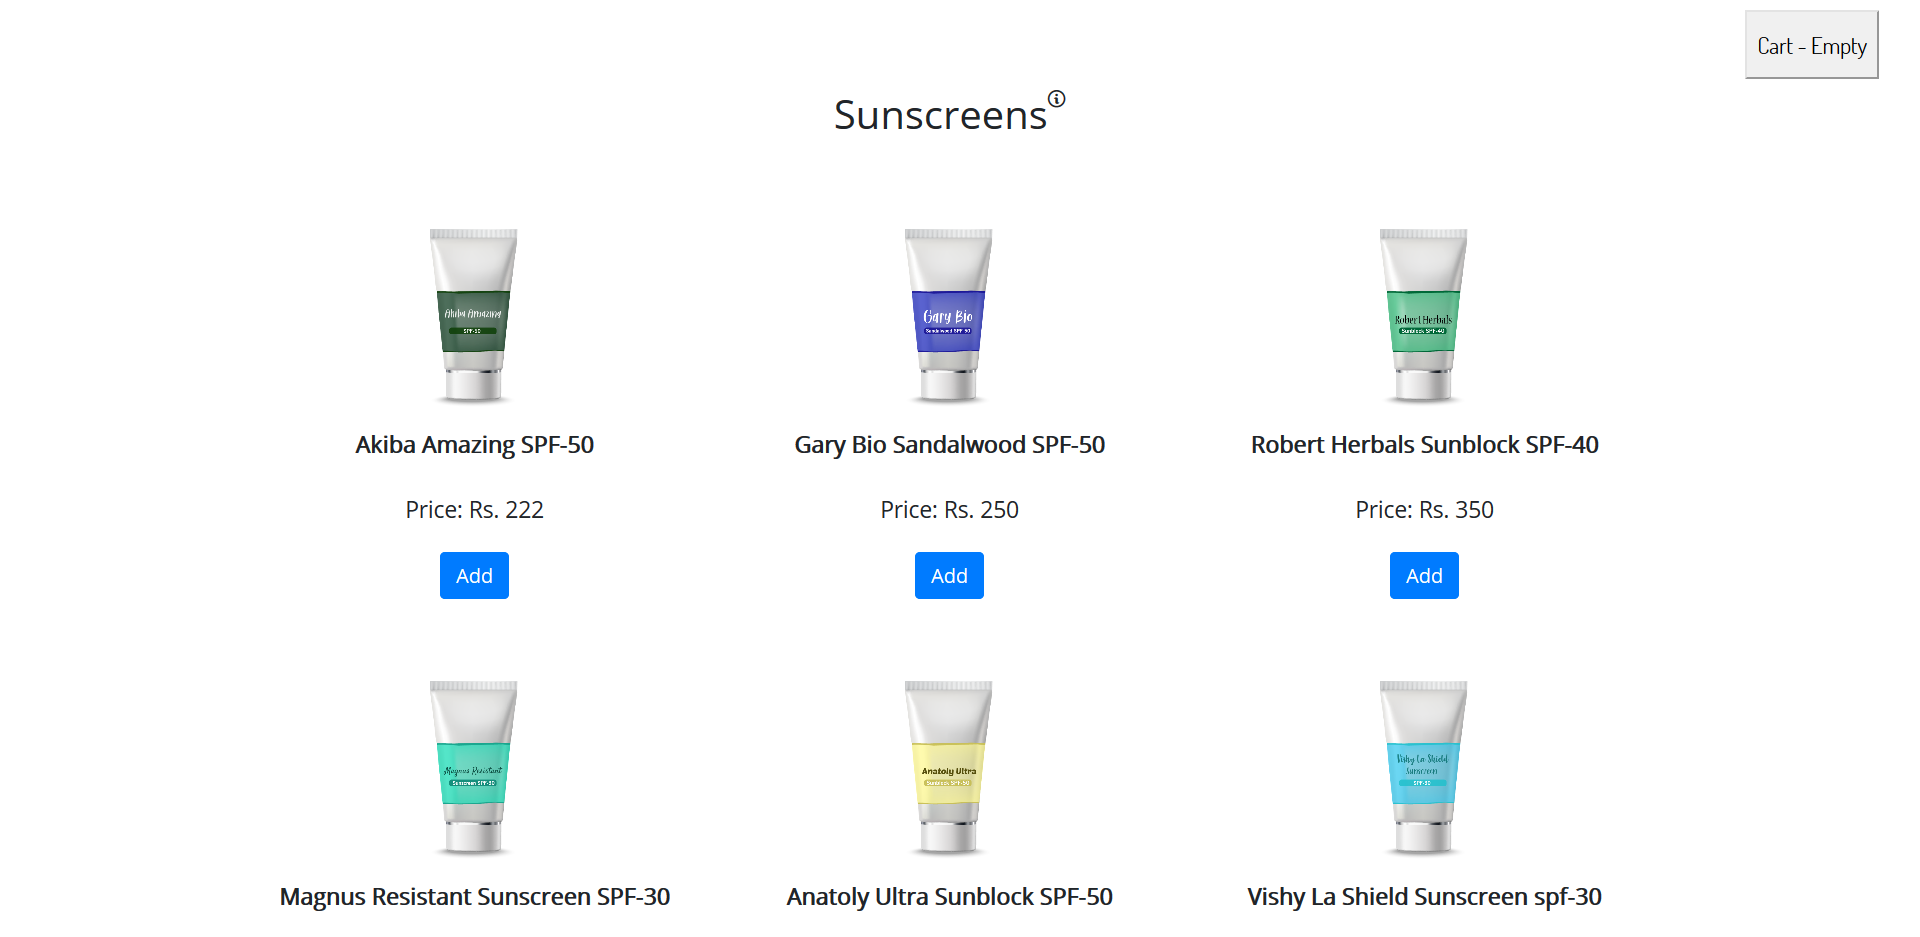 Cart - Empty
Sunscreens
Akiba Amazing
SPF-50
Gary Bio
Sandalwood SPF-50
Robert Herbals
Sunblock SPF-40
Akiba Amazing SPF-50
Gary Bio Sandalwood SPF-50
Robert Herbals Sunblock SPF-40
Price: Rs. 222
Price: Rs. 250
Price: Rs. 350
Add
Add
Add
Magnus Resistant
Sunscreen SPF-30
Anatoly Ultra
Sunblock SPF-50
Vishy La Shield
Sunscreen
SPF-30
Magnus Resistant Sunscreen SPF-30
Anatoly Ultra Sunblock SPF-50
Vishy La Shield Sunscreen spf-30